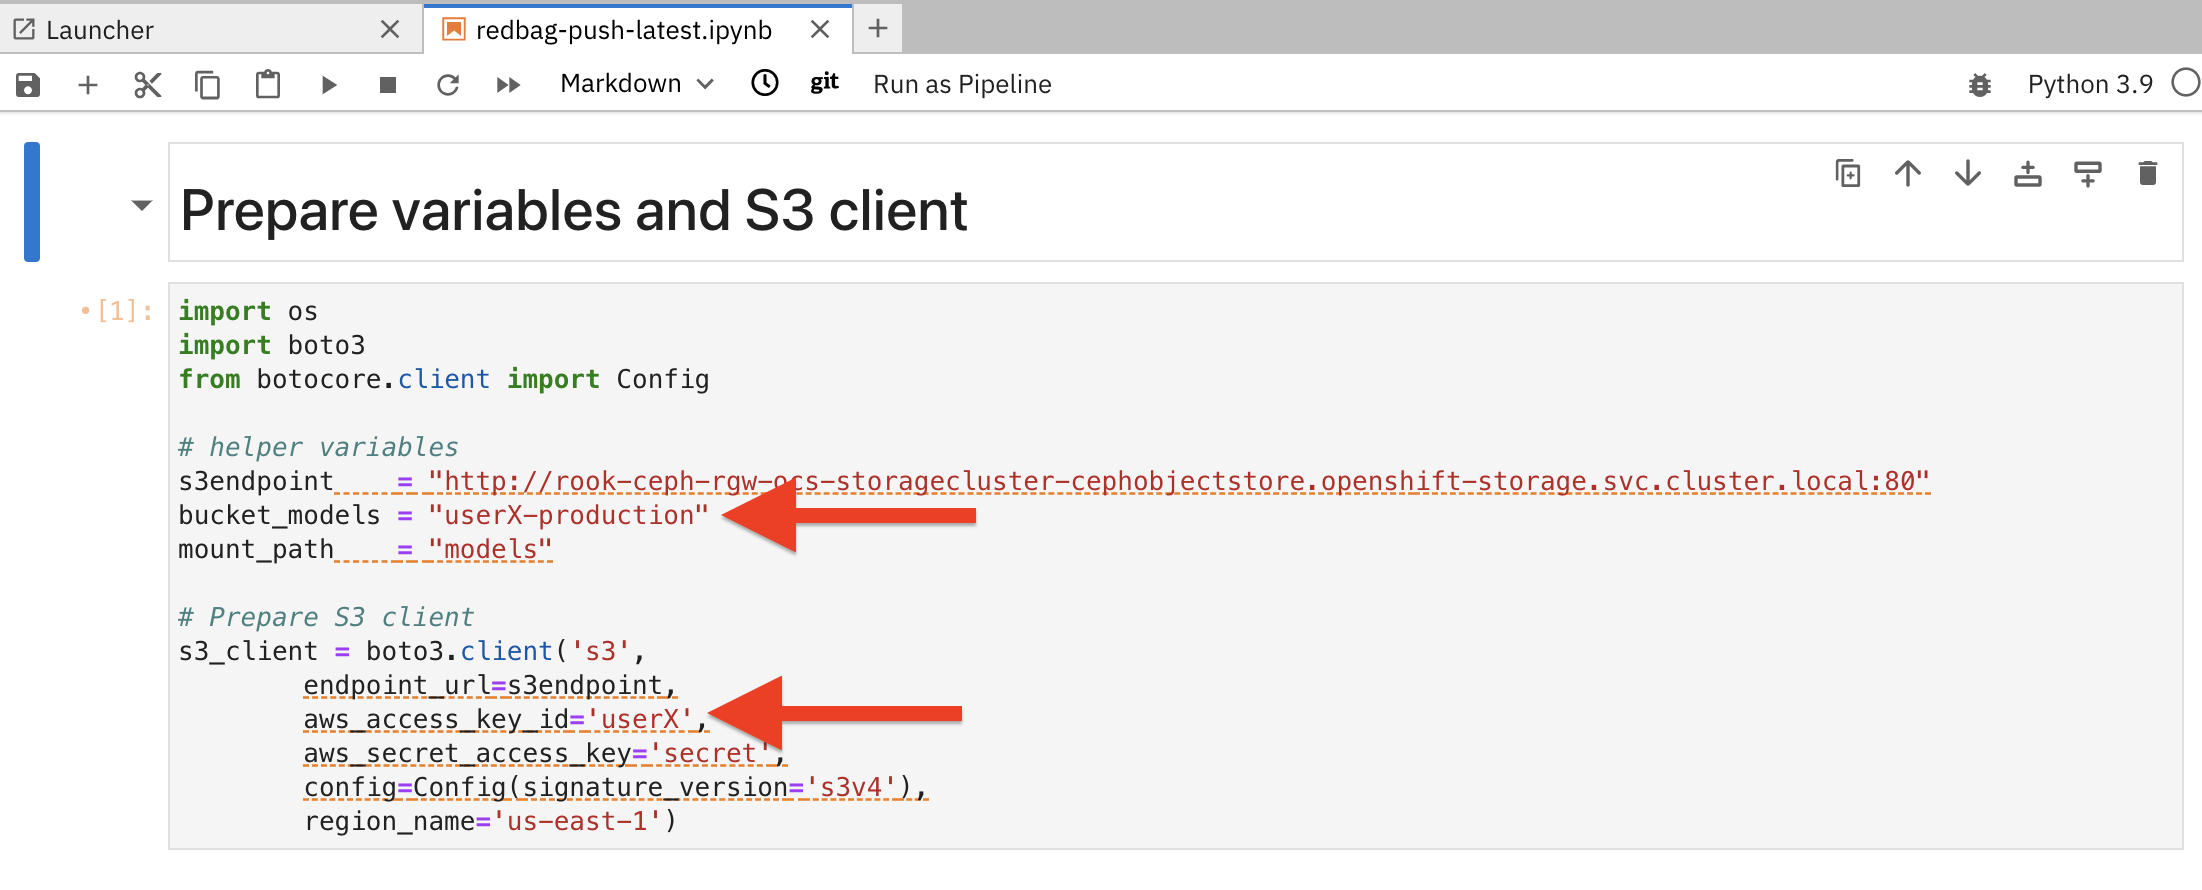 Launcher
redbag-push-latest.ipynb
Markdown
git
Run as Pipeline
Python 3.9
Prepare variables and S3 client
[1]:
import os
import boto3
from botocore.client import Config
# helper variables
s3endpoint    = "http://rook-ceph-rgw-ocs-storagecluster-cephobjectstore.openshift-storage.svc.cluster.local:80"
bucket_models = "userX-production"
mount_path    = "models"
# Prepare S3 client
s3_client = boto3.client('s3',
        endpoint_url=s3endpoint,
        aws_access_key_id='userX',
        aws_secret_access_key='secret',
        config=Config(signature_version='s3v4'),
        region_name='us-east-1')